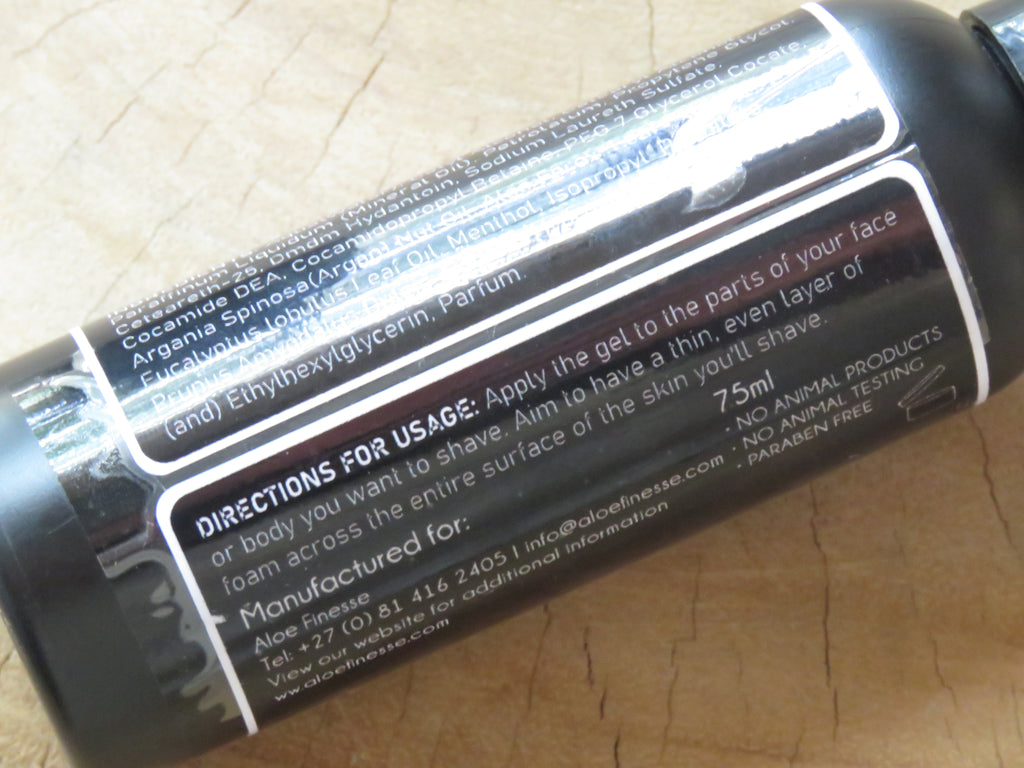 Liquidum (Mineral Oil), Petrolatum, Propylene Glycol,
Ceteareth-25, Dmdm Hydantoin, Sodium Laureth Sulfate,
Cocamide DEA, Cocamidopropyl Betaine, PEG-7 Glycerol Cocate,
Argania Spinosa(Argan) Nut Oil,
Eucalyptus lobulus Leaf Oil, Menthol, Isopropyl
Prunus
(and) Ethylhexylglycerin, Parfum.
DIRECTIONS FOR USAGE: Apply the gel to the parts of your face
or body you want to shave. Aim to have a thin, even layer of
foam across the entire surface of the skin you'll shave.
Manufactured for:
75ml
Aloe Finesse
Tel: +27 (0) 81 416 2405 | info@aloefinesse.com
View our website for additional information
www.aloefinesse.com
· NO ANIMAL PRODUCTS
· NO ANIMAL TESTING
· PARABEN FREE